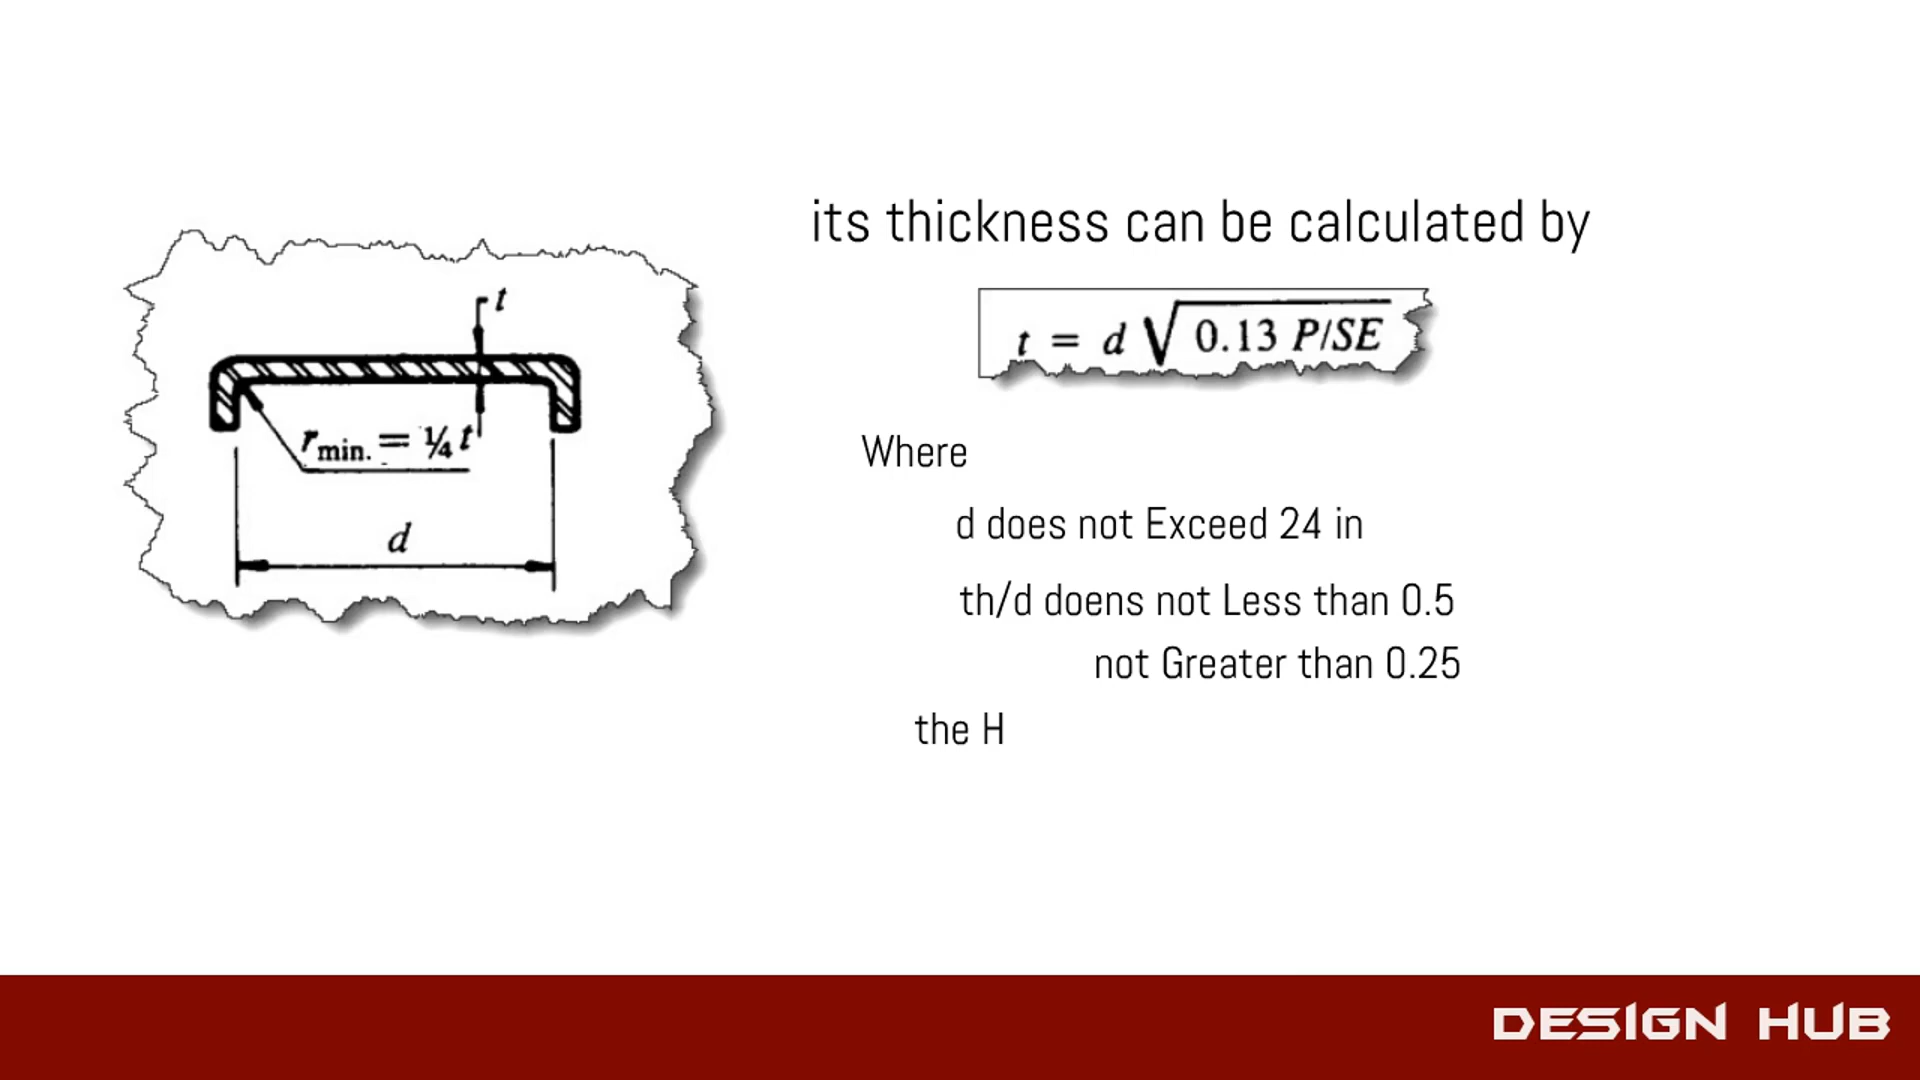 its thickness can be calculated by
t
t = d √0.13 P/SE
rmin. = ¼ t
Where
d does not Exceed 24 in
d
th/d doens not Less than 0.5
not Greater than 0.25
the H
DESIGN HUB